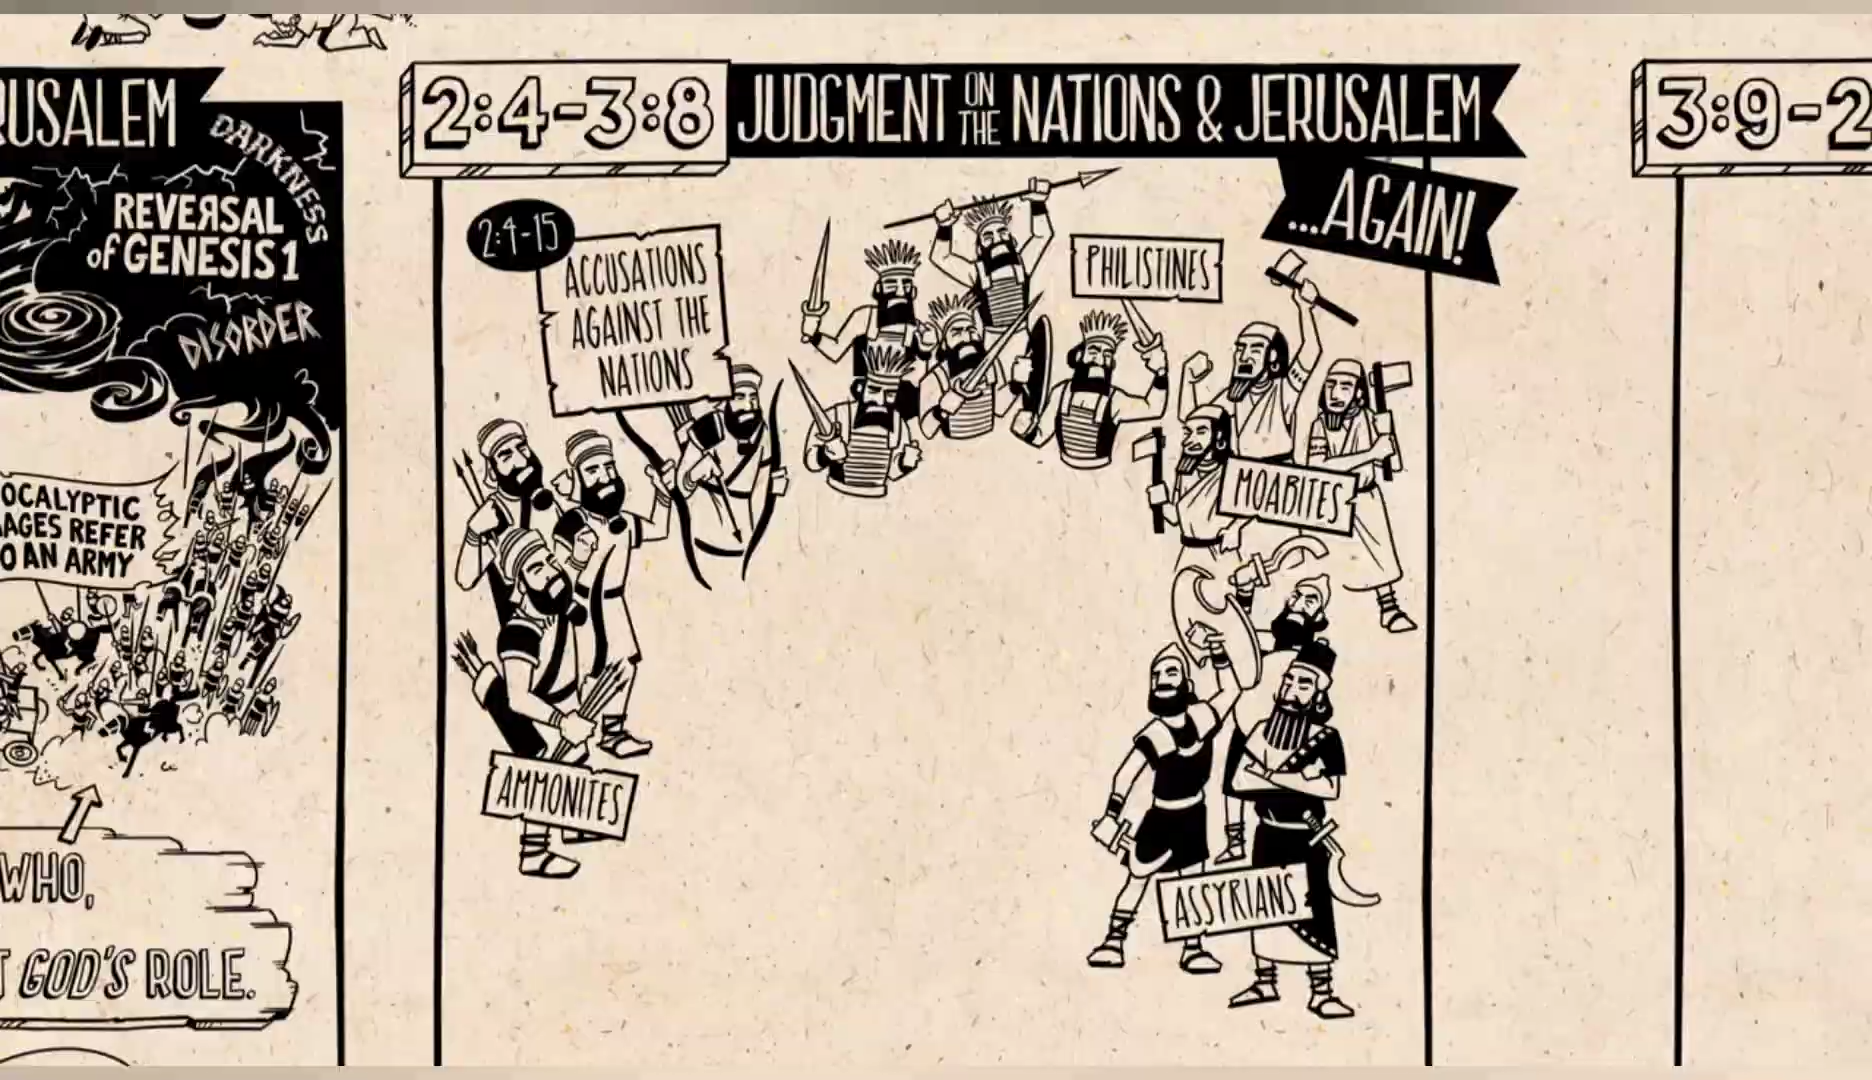 RUSALEM
DARKNESS
REVERSAL
of GENESIS 1
DISORDER
OCALYPTIC
AGES REFER
O AN ARMY
WHO,
T GOD'S ROLE.
2:4-3:8 JUDGMENT ON THE NATIONS & JERUSALEM
...AGAIN!
2:4-15
ACCUSATIONS
AGAINST THE
NATIONS
PHILISTINES
MOABITES
AMMONITES
ASSYRIANS
3:9-2